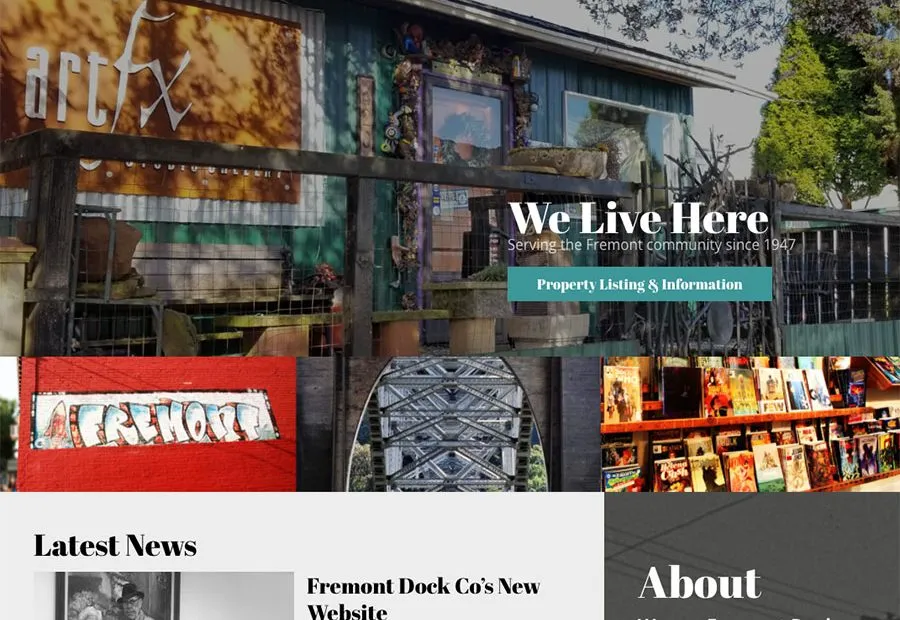 artfx
STUDIO GALLERY
We Live Here
Serving the Fremont community since 1947
Property Listing & Information
FREMONT
Latest News
Fremont Dock Co's New
Website
About